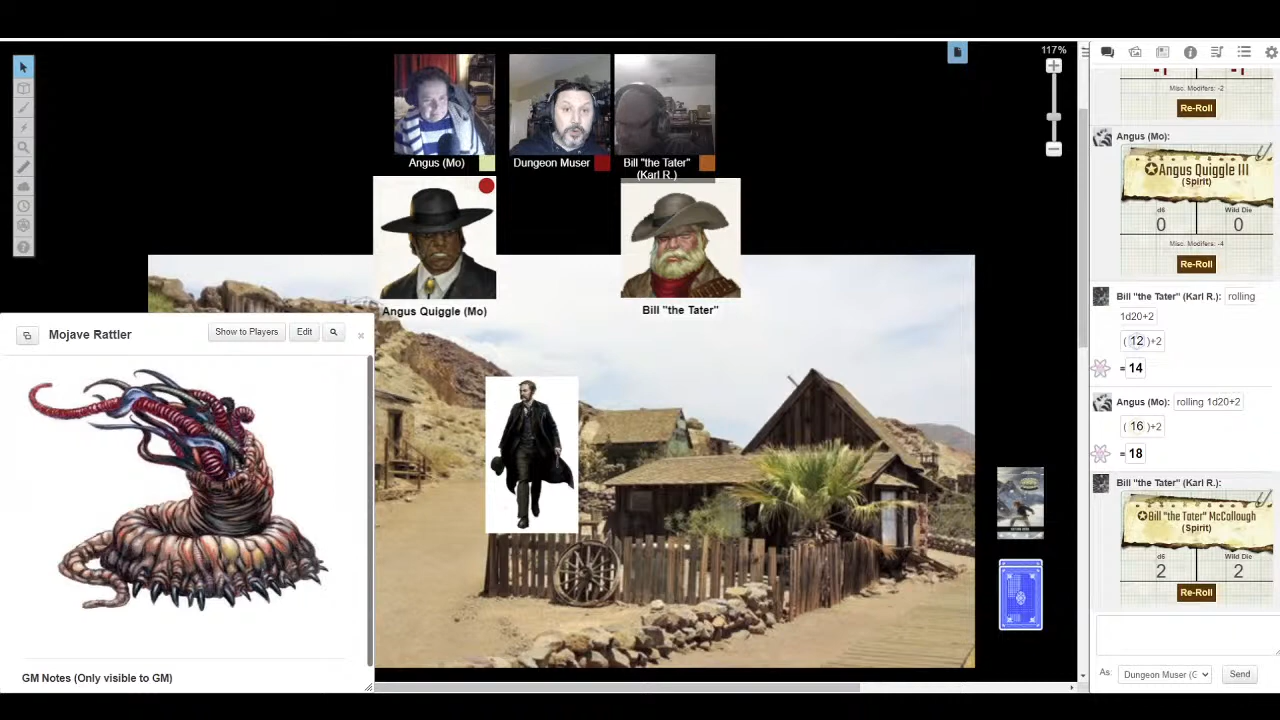 117%
Angus (Mo)
Dungeon Muser
Bill "the Tater"
(Karl R.)
Angus Quiggle (Mo)
Bill "the Tater"
Mojave Rattler
Show to Players
Edit
GM Notes (Only visible to GM)
-1 -1
Misc. Modifers: -2
Re-Roll
Angus (Mo):
Angus Quiggle III
(Spirit)
d6 Wild Die
0 0
Misc. Modifers: -4
Re-Roll
Bill "the Tater" (Karl R.): rolling
1d20+2
(12)+2
= 14
Angus (Mo): rolling 1d20+2
(16)+2
= 18
Bill "the Tater" (Karl R.):
Bill "the Tater" McCollough
(Spirit)
d6 Wild Die
2 2
Re-Roll
As: Dungeon Muser (G Send